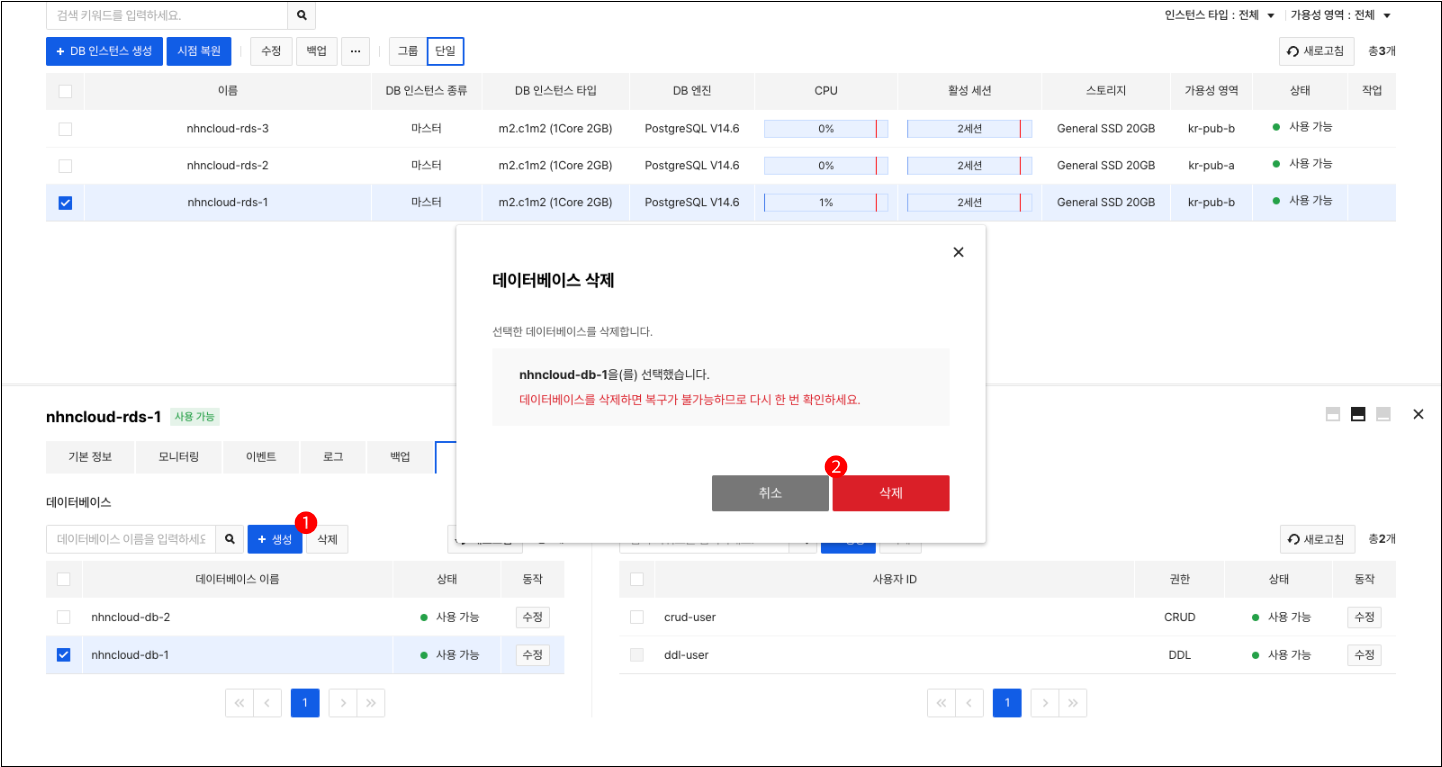 검색 키워드를 입력하세요.
인스턴스 타입 : 전체 가용성 영역 : 전체
+ DB 인스턴스 생성 시점 복원 수정 백업 ··· 그룹 단일 새로고침 총3개
이름 DB 인스턴스 종류 DB 인스턴스 타입 DB 엔진 CPU 활성 세션 스토리지 가용성 영역 상태 작업
nhncloud-rds-3 마스터 m2.c1m2 (1Core 2GB) PostgreSQL V14.6 0% 2세션 General SSD 20GB kr-pub-b 사용 가능
nhncloud-rds-2 마스터 m2.c1m2 (1Core 2GB) PostgreSQL V14.6 0% 2세션 General SSD 20GB kr-pub-a 사용 가능
nhncloud-rds-1 마스터 m2.c1m2 (1Core 2GB) PostgreSQL V14.6 1% 2세션 General SSD 20GB kr-pub-b 사용 가능
데이터베이스 삭제
선택한 데이터베이스를 삭제합니다.
nhncloud-db-1을(를) 선택했습니다.
데이터베이스를 삭제하면 복구가 불가능하므로 다시 한 번 확인하세요.
2
취소 삭제
nhncloud-rds-1 사용 가능
기본 정보 모니터링 이벤트 로그 백업
데이터베이스
1
데이터베이스 이름을 입력하세요 + 생성 삭제
새로고침 총2개
데이터베이스 이름 상태 동작
nhncloud-db-2 사용 가능 수정
nhncloud-db-1 사용 가능 수정
« ‹ 1 › »
사용자 ID 권한 상태 동작
crud-user CRUD 사용 가능 수정
ddl-user DDL 사용 가능 수정
« ‹ 1 › »